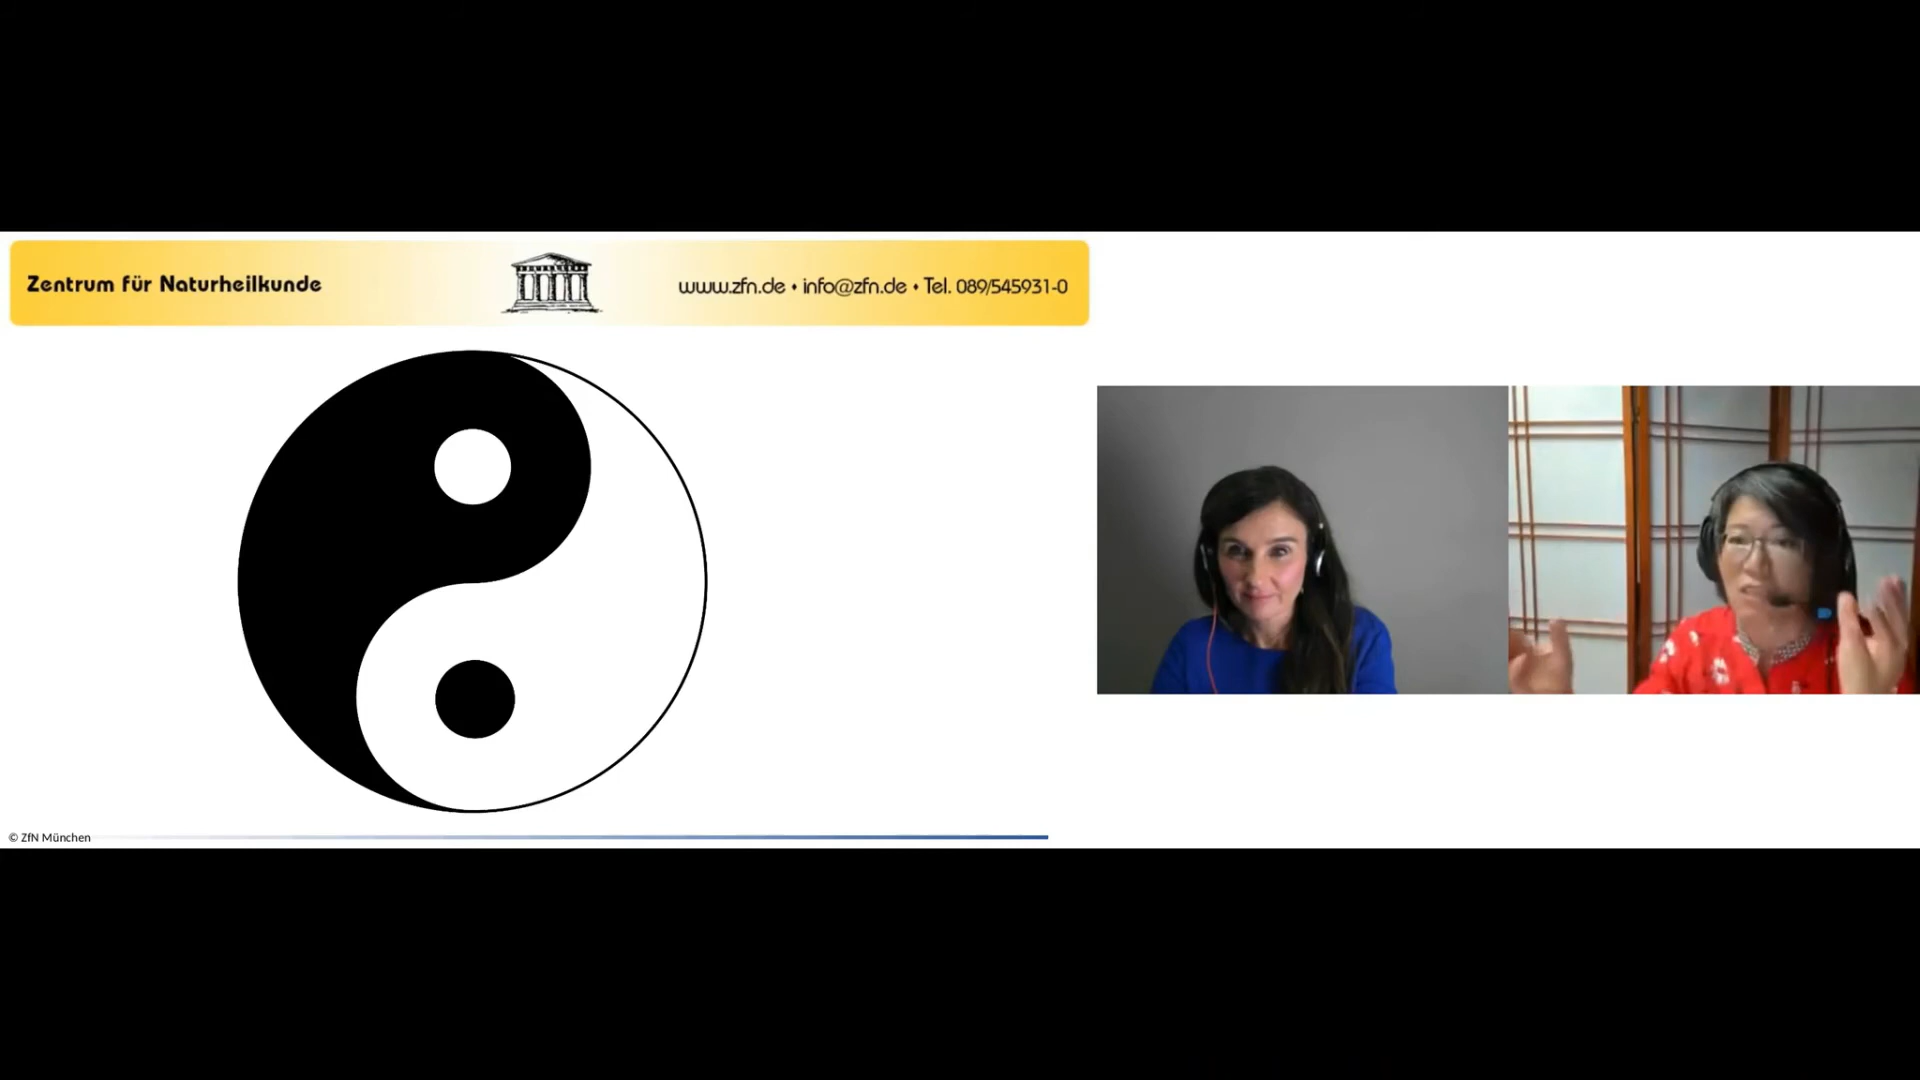 Zentrum für Naturheilkunde
www.zfn.de • info@zfn.de • Tel. 089/545931-0
© ZfN München